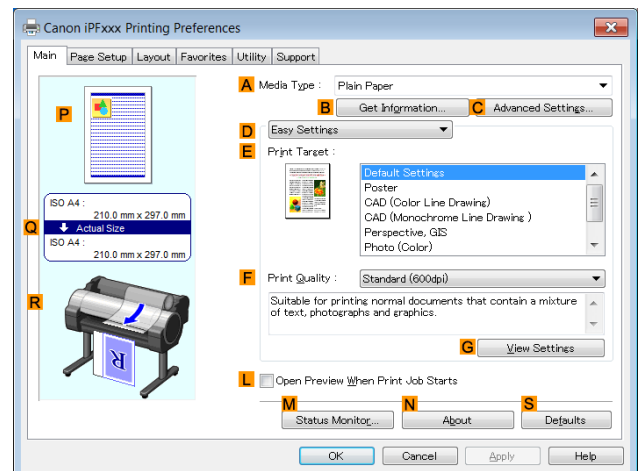 Canon iPFxxx Printing Preferences
Main Page Setup Layout Favorites Utility Support
A Media Type : Plain Paper
B Get Information... C Advanced Settings...
D Easy Settings
E Print Target :
Default Settings
Poster
CAD (Color Line Drawing)
CAD (Monochrome Line Drawing )
Perspective, GIS
Photo (Color)
F Print Quality : Standard (600dpi)
Suitable for printing normal documents that contain a mixture
of text, photographs and graphics.
G View Settings
P
Q
ISO A4 :
210.0 mm x 297.0 mm
Actual Size
ISO A4 :
210.0 mm x 297.0 mm
R
R
L Open Preview When Print Job Starts
M N S
Status Monitor... About Defaults
OK Cancel Apply Help